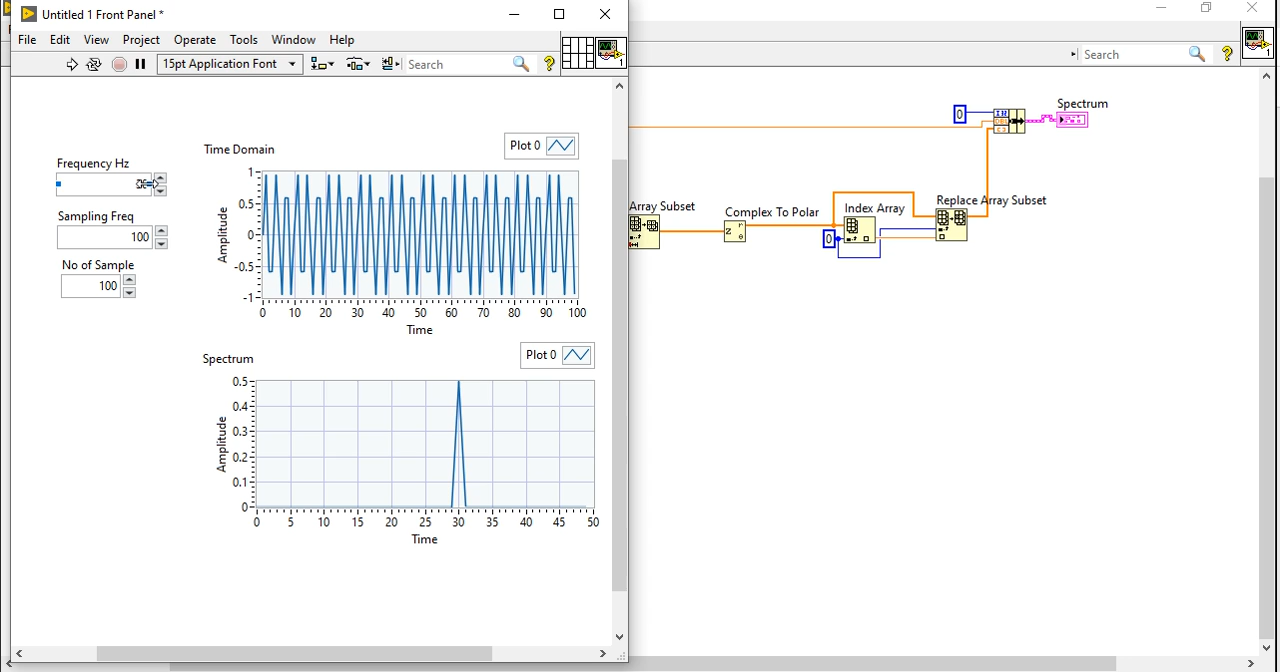 Untitled 1 Front Panel *
File Edit View Project Operate Tools Window Help
15pt Application Font
Search
?
1
Search
?
1
Frequency Hz
Sampling Freq
100
No of Sample
100
Time Domain
Plot 0
Amplitude
1
0.5
0
-0.5
-1
0 10 20 30 40 50 60 70 80 90 100
Time
Spectrum
Plot 0
Amplitude
0.5
0.4
0.3
0.2
0.1
0
0 5 10 15 20 25 30 35 40 45 50
Time
Spectrum
0
Array Subset
Complex To Polar
Index Array
0
Replace Array Subset